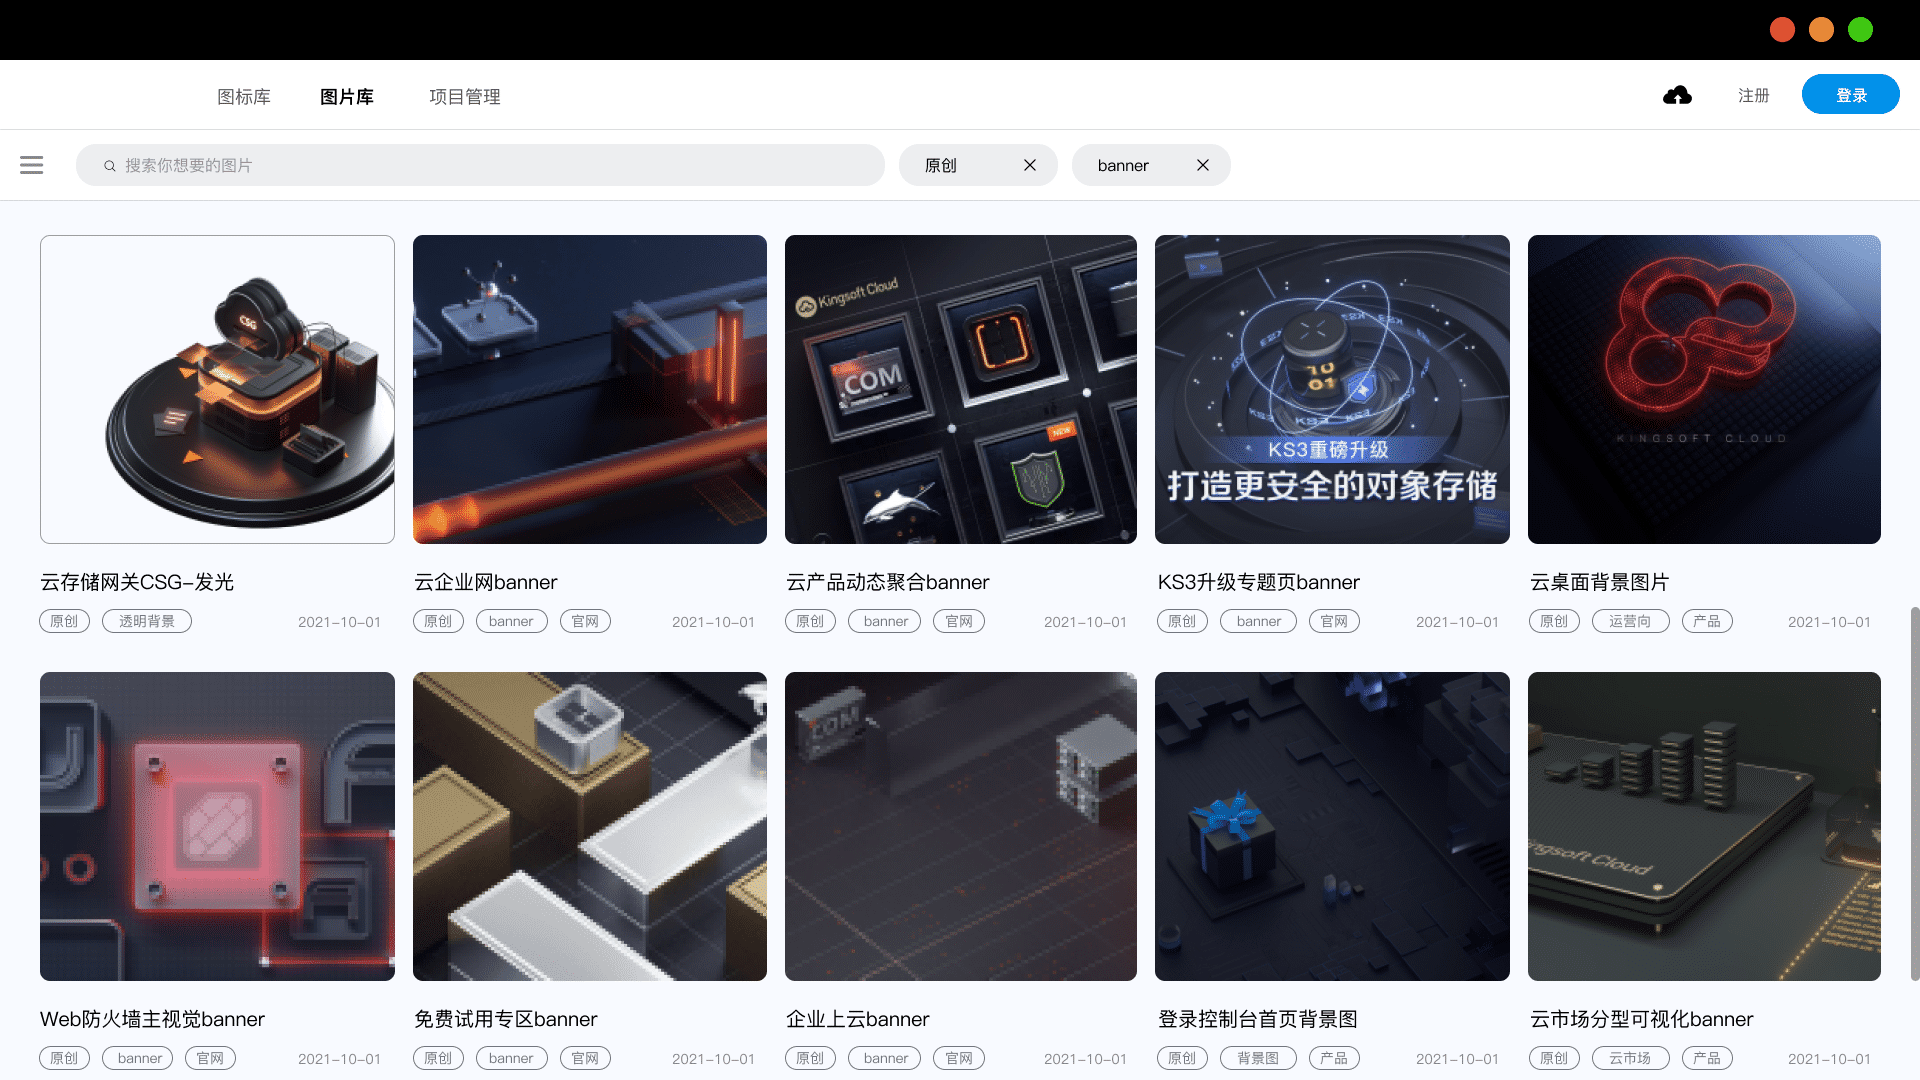 图标库 图片库 项目管理 注册 登录
搜索你想要的图片 原创 banner
CSG
Kingsoft Cloud
COM
NEW
KS3
10
01
KS3
KS3重磅升级
打造更安全的对象存储
KINGSOFT CLOUD
云存储网关CSG-发光 云企业网banner 云产品动态聚合banner KS3升级专题页banner 云桌面背景图片
原创 透明背景 2021-10-01 原创 banner 官网 2021-10-01 原创 banner 官网 2021-10-01 原创 banner 官网 2021-10-01 原创 运营向 产品 2021-10-01
COM
ngsoft Cloud
Web防火墙主视觉banner 免费试用专区banner 企业上云banner 登录控制台首页背景图 云市场分型可视化banner
原创 banner 官网 2021-10-01 原创 banner 官网 2021-10-01 原创 banner 官网 2021-10-01 原创 背景图 产品 2021-10-01 原创 云市场 产品 2021-10-01